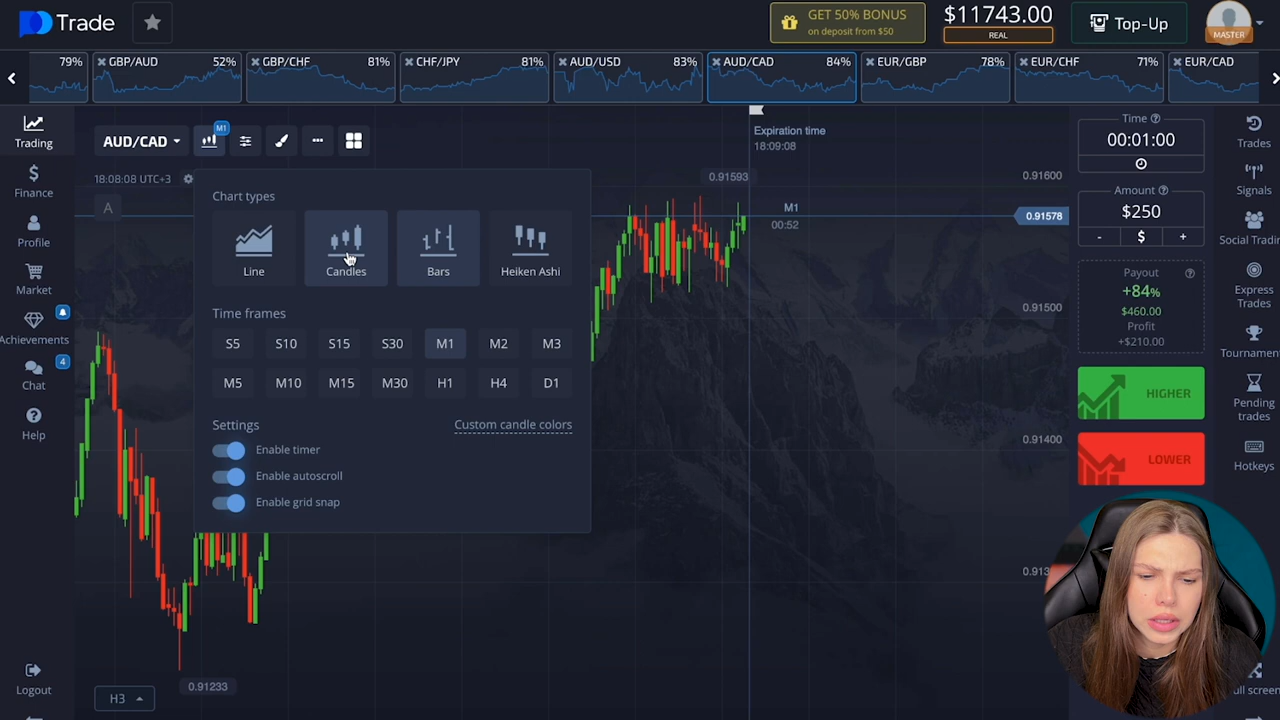 Trade
GET 50% BONUS
on deposit from $50
$11743.00
REAL
Top-Up
MASTER
79%
GBP/AUD 52%
GBP/CHF 81%
CHF/JPY 81%
AUD/USD 83%
AUD/CAD 84%
EUR/GBP 78%
EUR/CHF 71%
EUR/CAD
Trading
Finance
Profile
Market
Achievements
Chat
4
Help
Logout
AUD/CAD
M1
18:08:08 UTC+3
A
Chart types
Line
Candles
Bars
Heiken Ashi
Time frames
S5 S10 S15 S30 M1 M2 M3
M5 M10 M15 M30 H1 H4 D1
Settings
Custom candle colors
Enable timer
Enable autoscroll
Enable grid snap
H3
0.91233
Expiration time
18:09:08
0.91593
M1
00:52
0.91600
0.91578
0.91500
0.91400
Time
00:01:00
Amount
$250
- $ +
Payout
+84%
$460.00
Profit
+$210.00
HIGHER
LOWER
Trades
Signals
Social Tradin
Express
Trades
Tournamen
Pending
trades
Hotkeys
ull screen